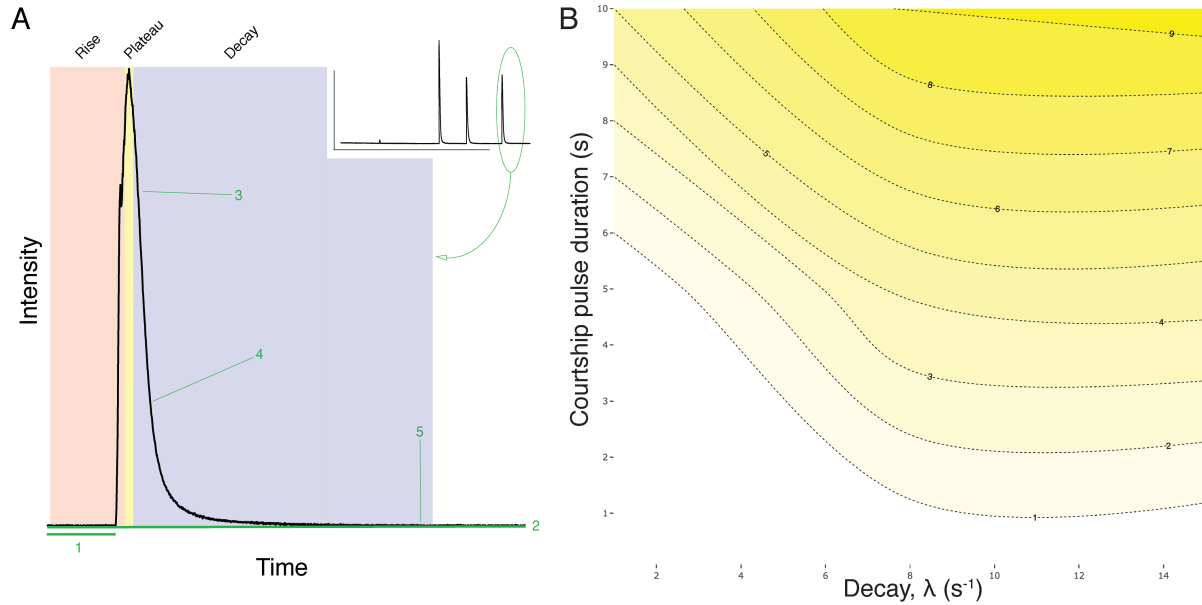 A
Rise
Plateau
Decay
3
4
5
2
1
Intensity
Time
B
Courtship pulse duration (s)
10
9
8
7
6
5
4
3
2
1
9
8
7
6
5
4
3
2
1
2 4 6 8 10 12 14
Decay, λ (s⁻¹)